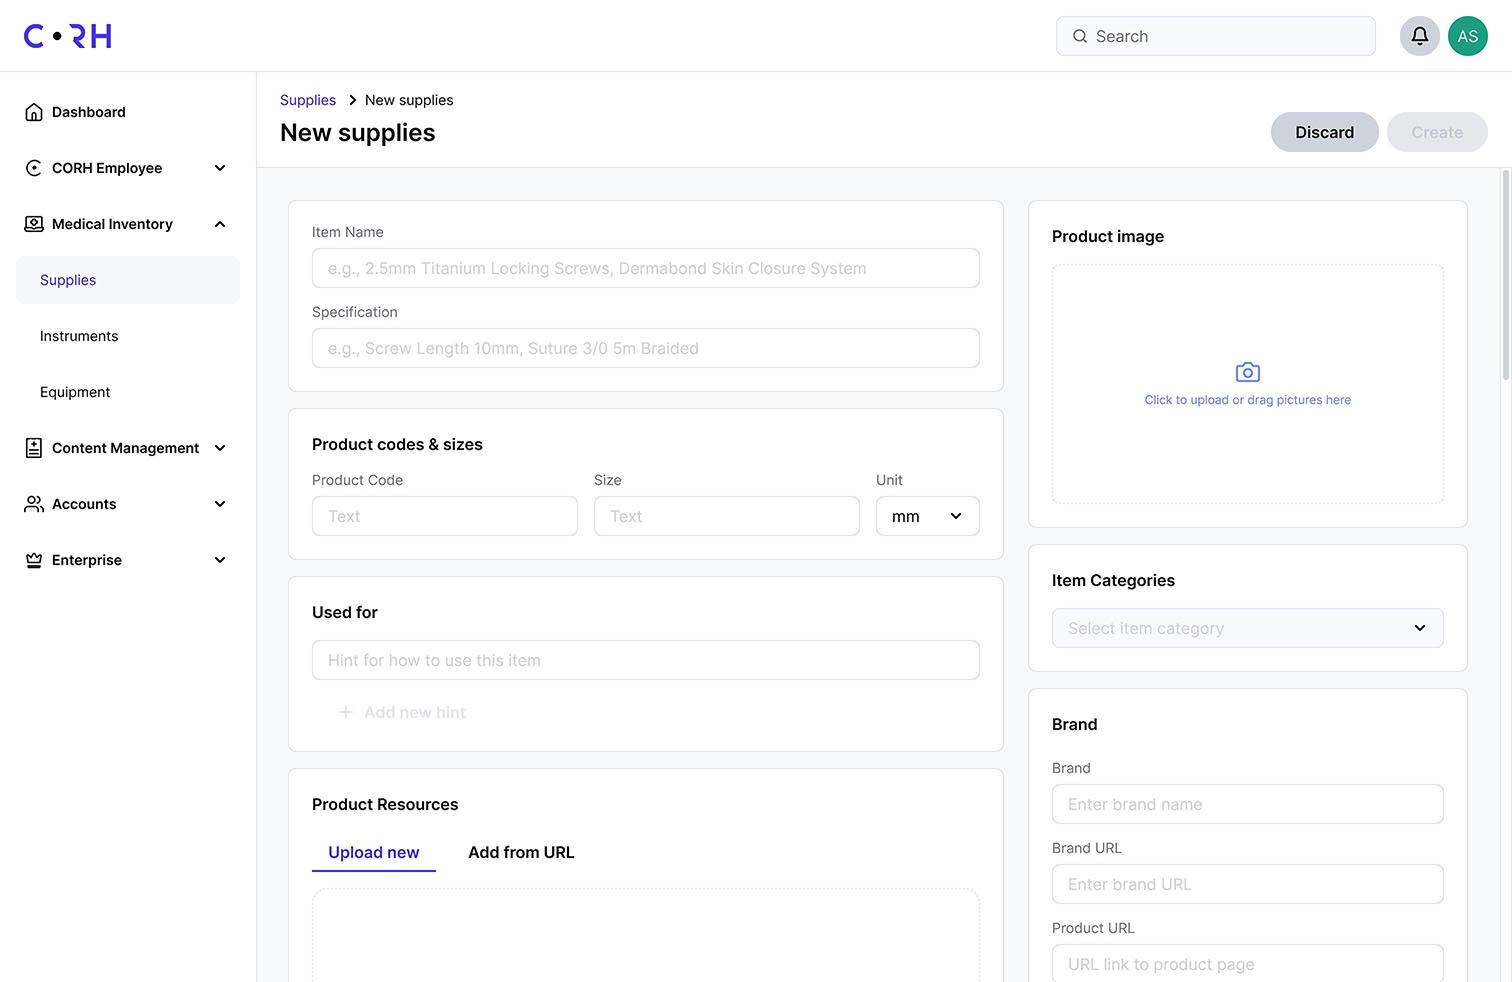 C•RH
Search
AS
Dashboard
CORH Employee
Medical Inventory
Supplies
Instruments
Equipment
Content Management
Accounts
Enterprise
Supplies > New supplies
New supplies
Discard
Create
Item Name
e.g., 2.5mm Titanium Locking Screws, Dermabond Skin Closure System
Specification
e.g., Screw Length 10mm, Suture 3/0 5m Braided
Product codes & sizes
Product Code
Size
Unit
Text
Text
mm
Used for
Hint for how to use this item
+ Add new hint
Product Resources
Upload new
Add from URL
Product image
Click to upload or drag pictures here
Item Categories
Select item category
Brand
Brand
Enter brand name
Brand URL
Enter brand URL
Product URL
URL link to product page